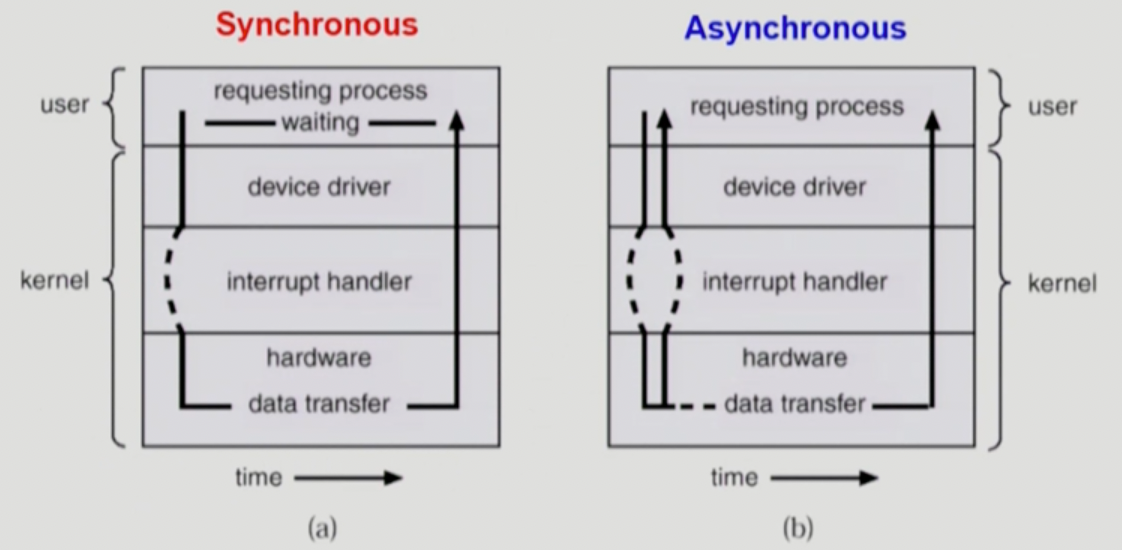 Synchronous
user
requesting process
waiting
device driver
kernel
interrupt handler
hardware
data transfer
time
(a)
Asynchronous
requesting process
user
device driver
interrupt handler
kernel
hardware
data transfer
time
(b)